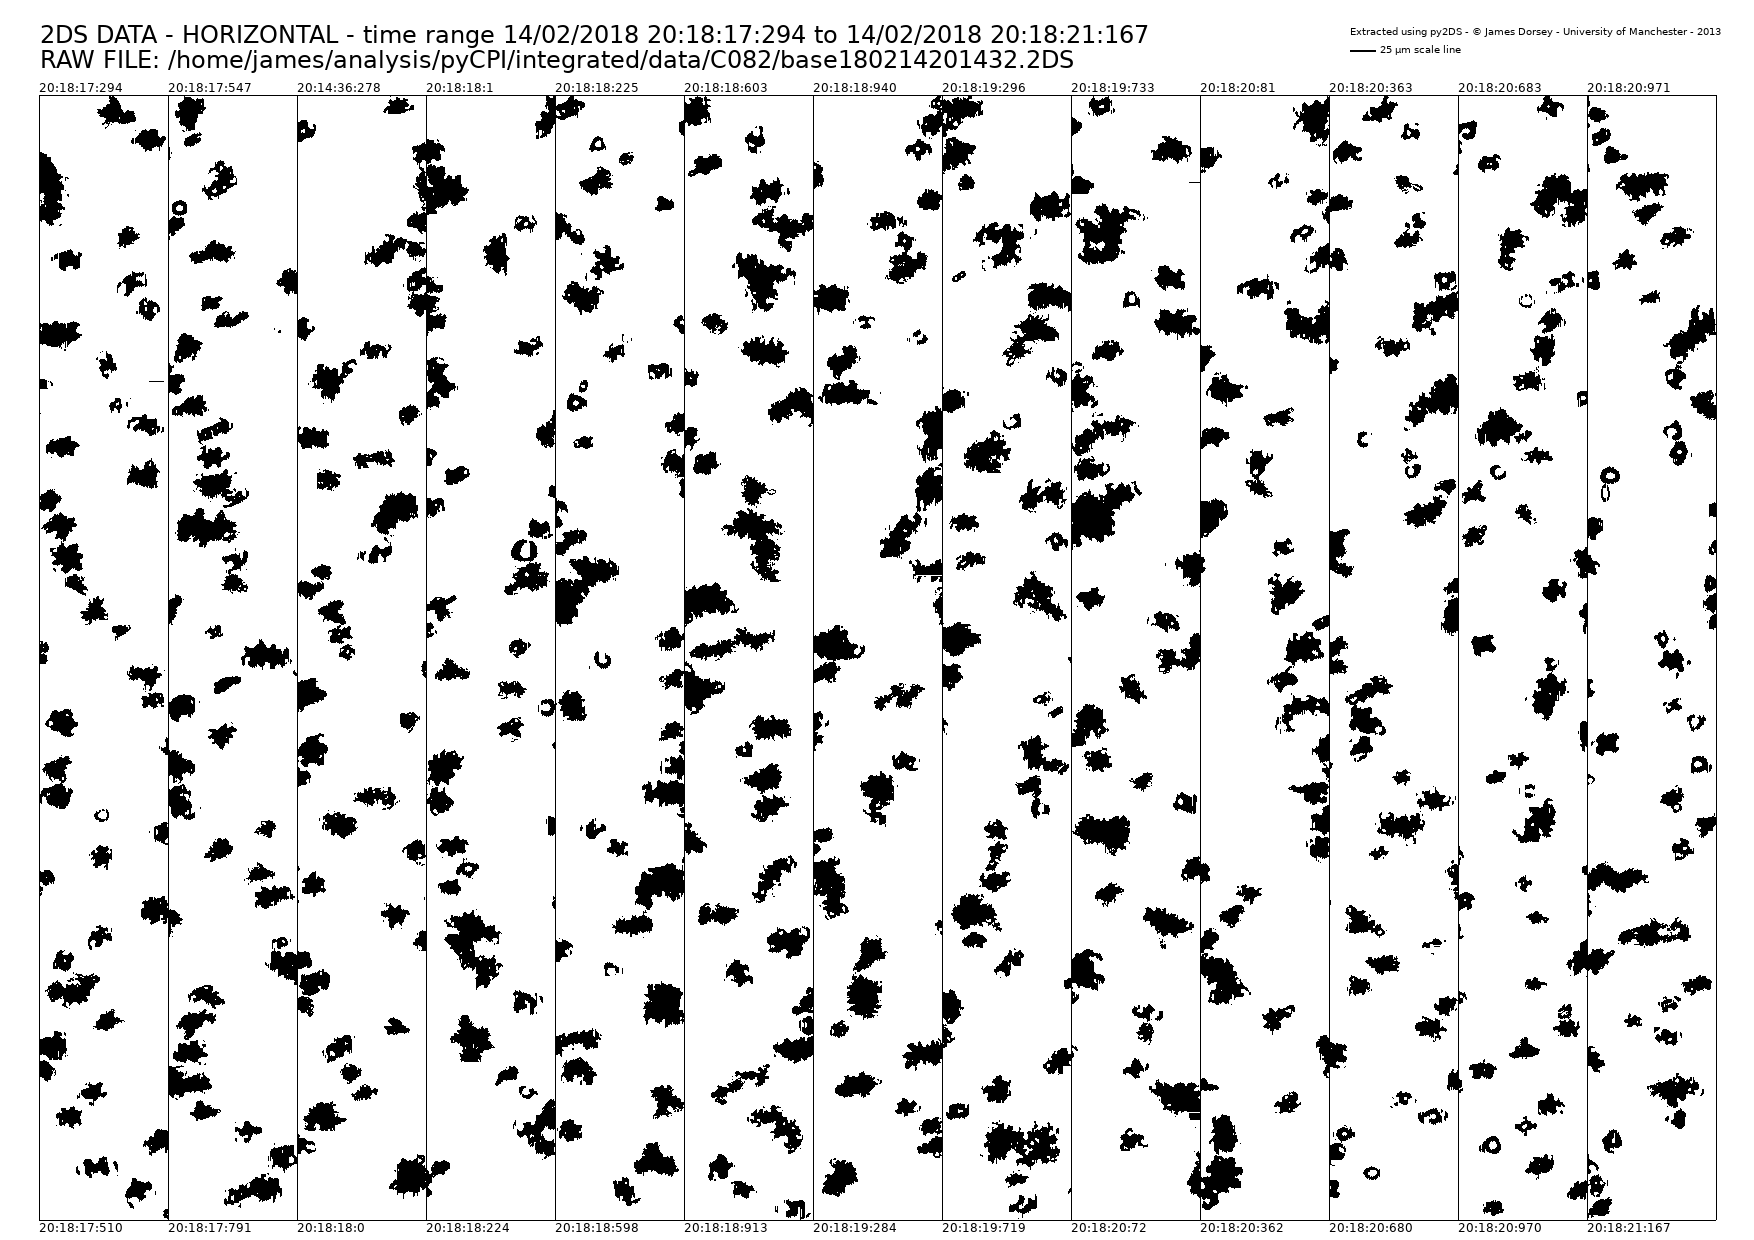 2DS DATA - HORIZONTAL - time range 14/02/2018 20:18:17:294 to 14/02/2018 20:18:21:167
RAW FILE: /home/james/analysis/pyCPI/integrated/data/C082/base180214201432.2DS
Extracted using py2DS - © James Dorsey - University of Manchester - 2013
25 µm scale line
20:18:17:294 20:18:17:547 20:14:36:278 20:18:18:1 20:18:18:225 20:18:18:603 20:18:18:940 20:18:19:296 20:18:19:733 20:18:20:81 20:18:20:363 20:18:20:683 20:18:20:971
20:18:17:510 20:18:17:791 20:18:18:0 20:18:18:224 20:18:18:598 20:18:18:913 20:18:19:284 20:18:19:719 20:18:20:72 20:18:20:362 20:18:20:680 20:18:20:970 20:18:21:167